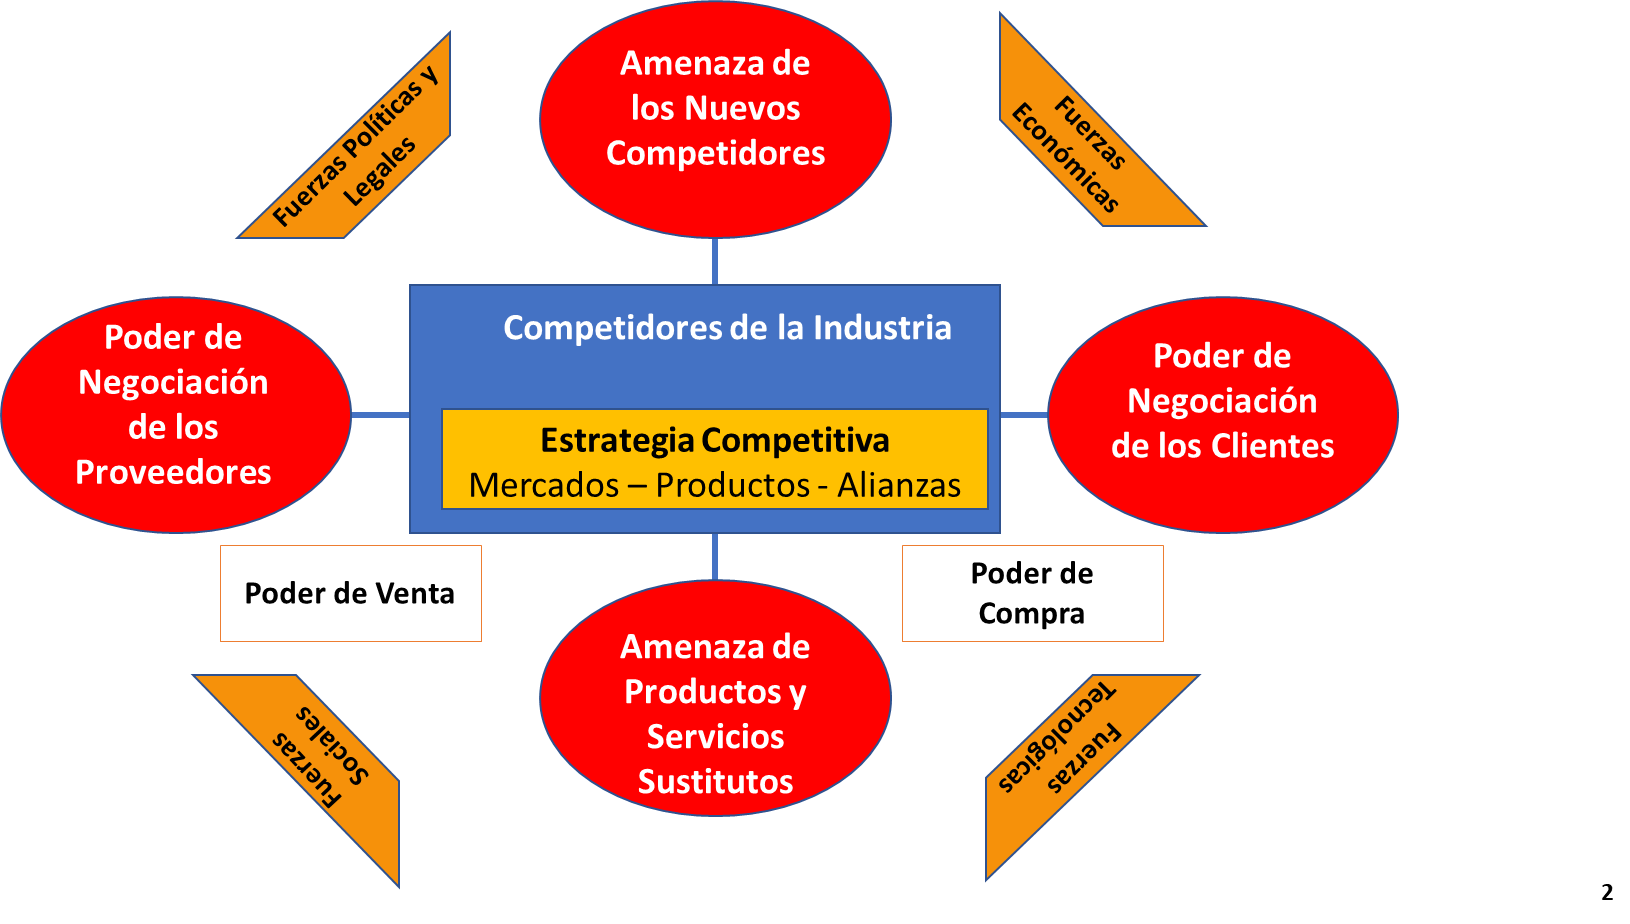 Fuerzas Políticas y
Legales
Amenaza de
los Nuevos
Competidores
Fuerzas
Económicas
Poder de
Negociación
de los
Proveedores
Competidores de la Industria
Estrategia Competitiva
Mercados – Productos - Alianzas
Poder de
Negociación
de los Clientes
Poder de Venta
Poder de
Compra
Amenaza de
Productos y
Servicios
Sustitutos
Fuerzas
Sociales
Fuerzas
Tecnológicas
2